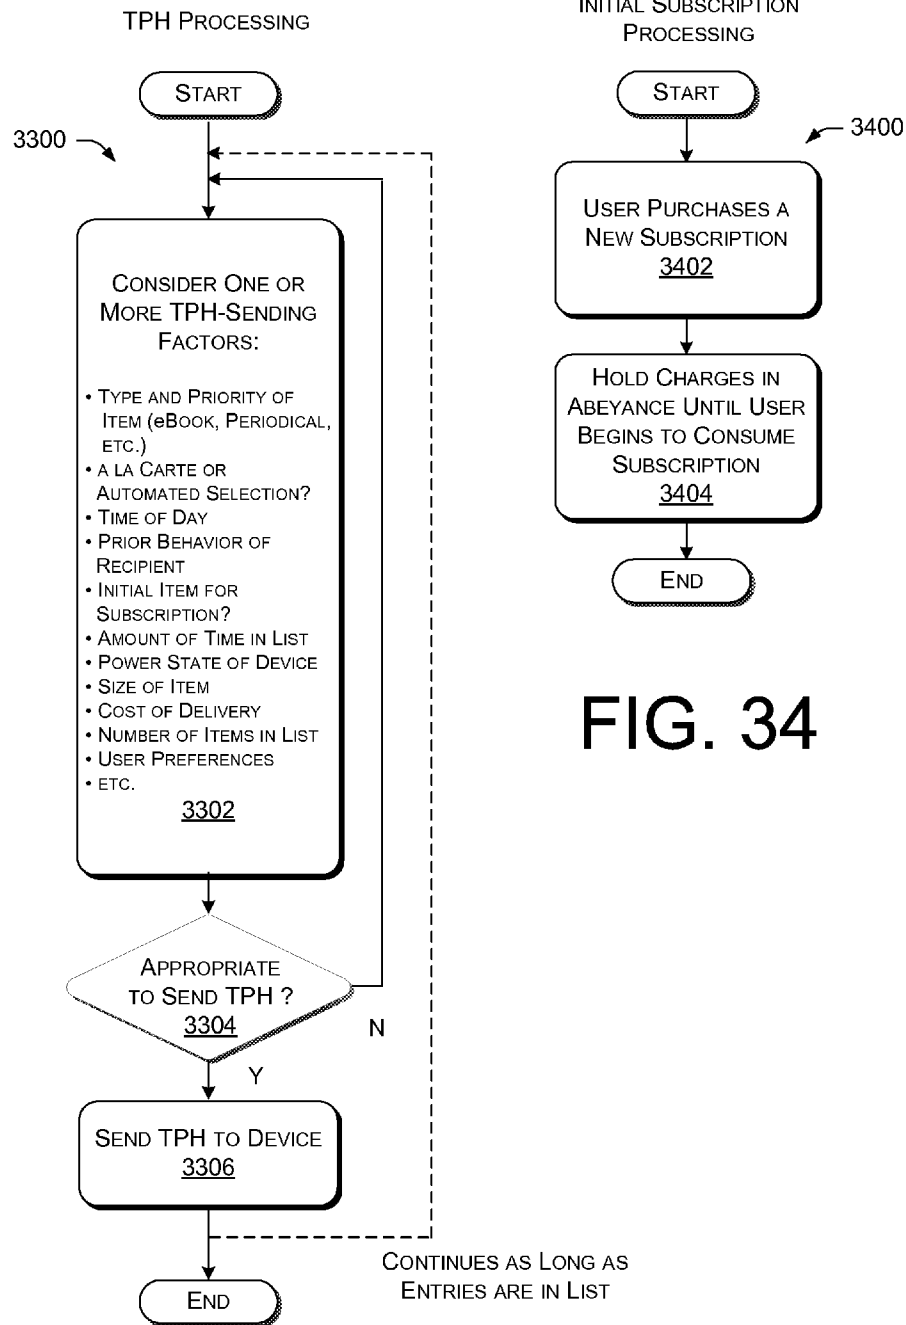 TPH PROCESSING
START
3300
CONSIDER ONE OR
MORE TPH-SENDING
FACTORS:
• TYPE AND PRIORITY OF
ITEM (eBOOK, PERIODICAL,
ETC.)
• A LA CARTE OR
AUTOMATED SELECTION?
• TIME OF DAY
• PRIOR BEHAVIOR OF
RECIPIENT
• INITIAL ITEM FOR
SUBSCRIPTION?
• AMOUNT OF TIME IN LIST
• POWER STATE OF DEVICE
• SIZE OF ITEM
• COST OF DELIVERY
• NUMBER OF ITEMS IN LIST
• USER PREFERENCES
• ETC.
3302
APPROPRIATE
TO SEND TPH ?
3304
N
Y
SEND TPH TO DEVICE
3306
CONTINUES AS LONG AS
ENTRIES ARE IN LIST
END
INITIAL SUBSCRIPTION
PROCESSING
START
3400
USER PURCHASES A
NEW SUBSCRIPTION
3402
HOLD CHARGES IN
ABEYANCE UNTIL USER
BEGINS TO CONSUME
SUBSCRIPTION
3404
END
FIG. 34